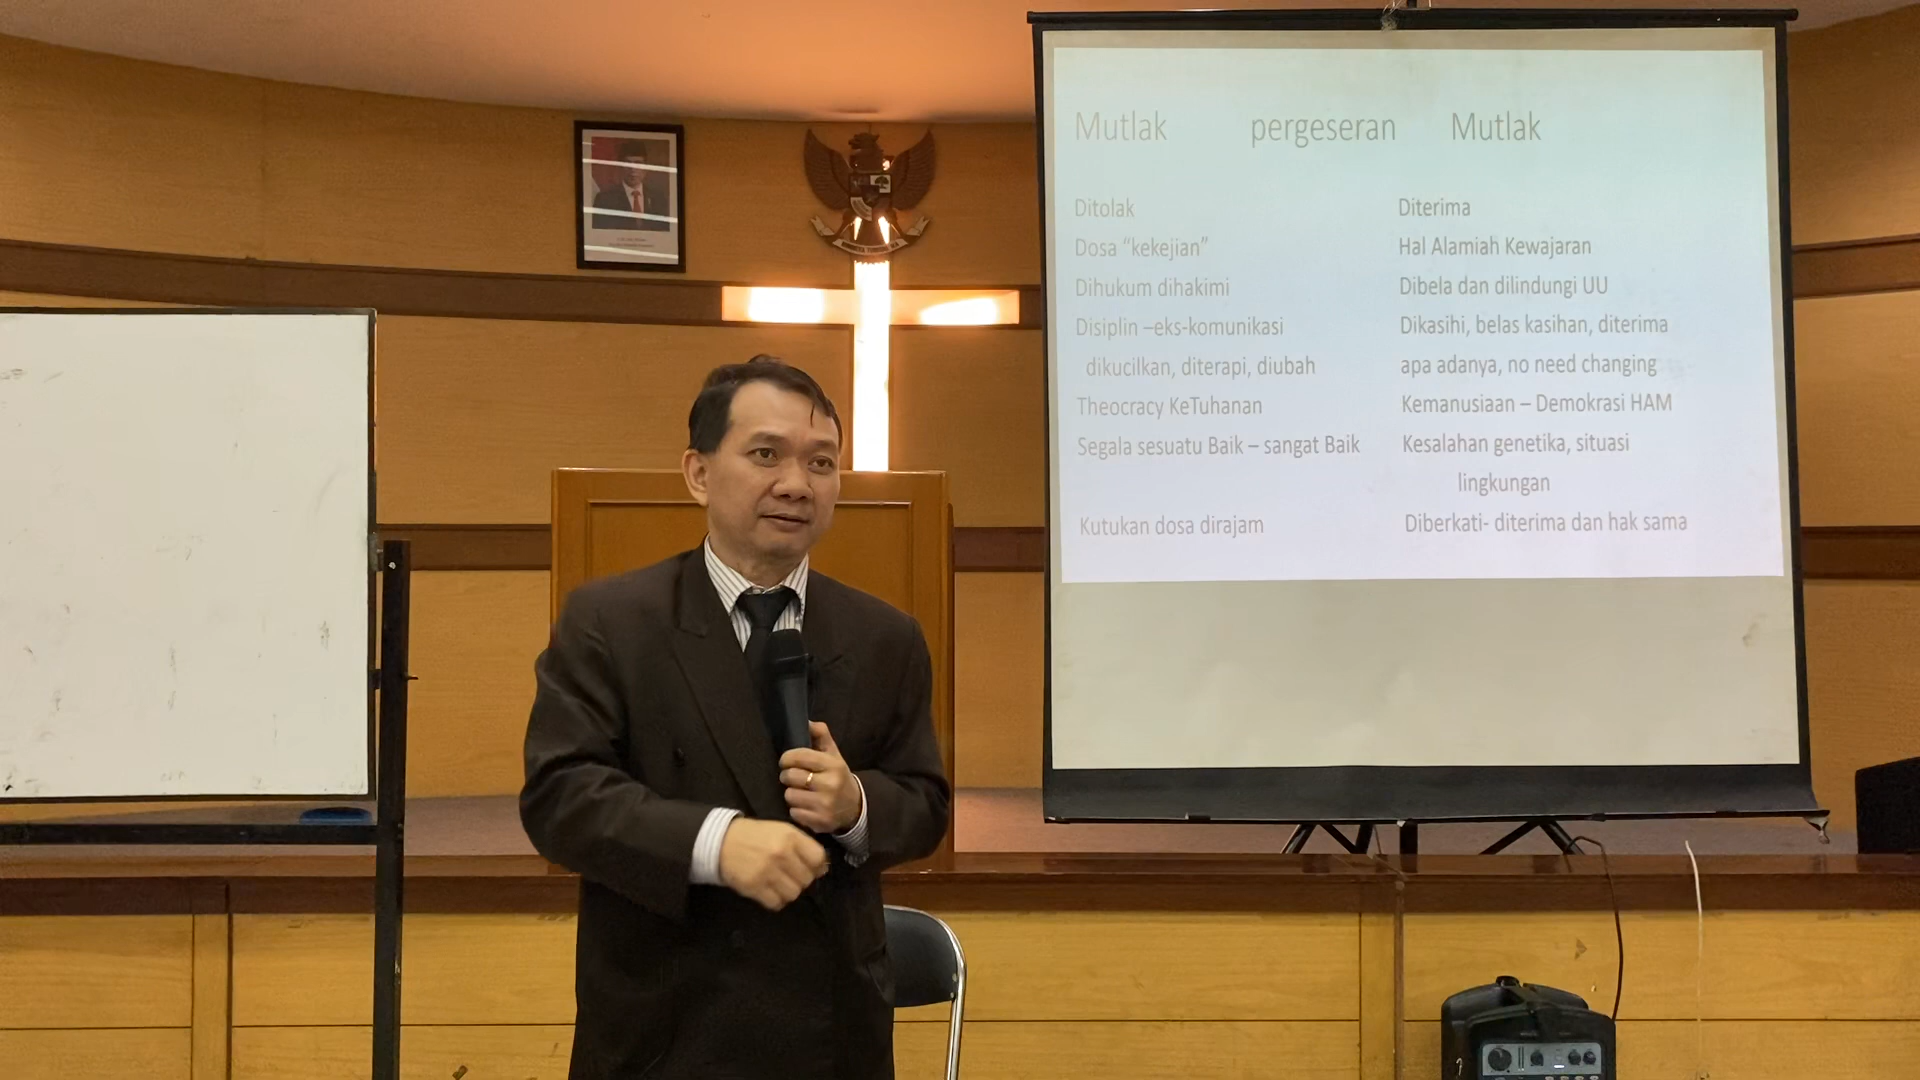 Mutlak pergeseran Mutlak
Ditolak Diterima
Dosa “kekejian” Hal Alamiah Kewajaran
Dihukum dihakimi Dibela dan dilindungi UU
Disiplin –eks-komunikasi Dikasihi, belas kasihan, diterima
dikucilkan, diterapi, diubah apa adanya, no need changing
Theocracy KeTuhanan Kemanusiaan – Demokrasi HAM
Segala sesuatu Baik – sangat Baik Kesalahan genetika, situasi
lingkungan
Kutukan dosa dirajam Diberkati- diterima dan hak sama